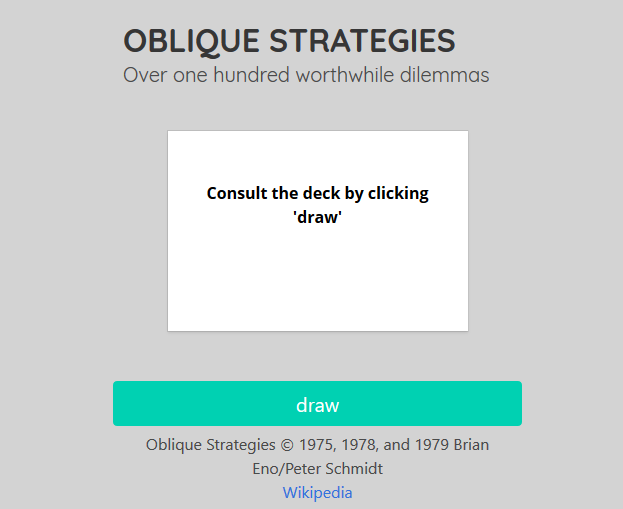 OBLIQUE STRATEGIES
Over one hundred worthwhile dilemmas
Consult the deck by clicking
'draw'
draw
Oblique Strategies © 1975, 1978, and 1979 Brian
Eno/Peter Schmidt
Wikipedia